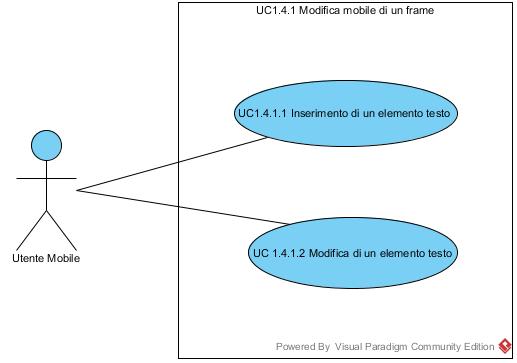 UC1.4.1 Modifica mobile di un frame
UC1.4.1.1 Inserimento di un elemento testo
UC 1.4.1.2 Modifica di un elemento testo
Utente Mobile
Powered By Visual Paradigm Community Edition